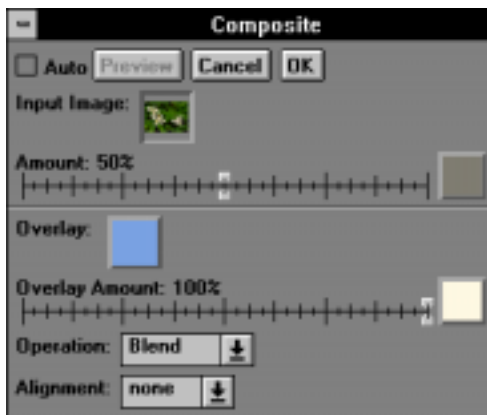 Composite
Auto Preview Cancel OK
Input Image:
Amount: 50%
Overlay:
Overlay Amount: 100%
Operation: Blend
Alignment: none